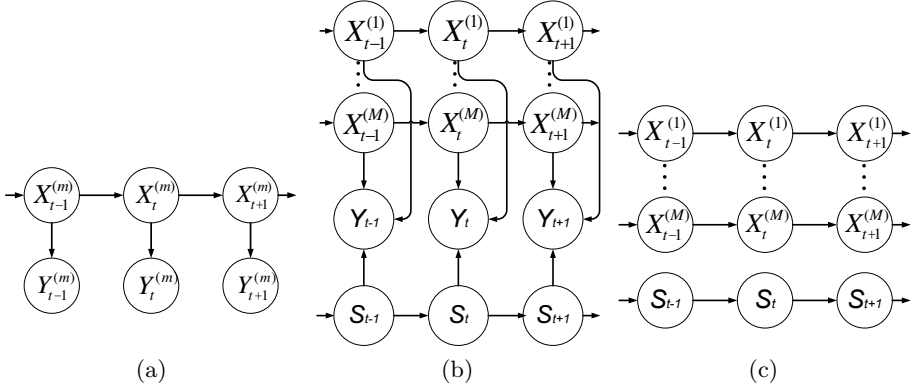 X_{t-1}^{(m)} X_t^{(m)} X_{t+1}^{(m)}
Y_{t-1}^{(m)} Y_t^{(m)} Y_{t+1}^{(m)}
(a)
X_{t-1}^{(1)} X_t^{(1)} X_{t+1}^{(1)}
X_{t-1}^{(M)} X_t^{(M)} X_{t+1}^{(M)}
Y_{t-1} Y_t Y_{t+1}
S_{t-1} S_t S_{t+1}
(b)
X_{t-1}^{(1)} X_t^{(1)} X_{t+1}^{(1)}
X_{t-1}^{(M)} X_t^{(M)} X_{t+1}^{(M)}
S_{t-1} S_t S_{t+1}
(c)